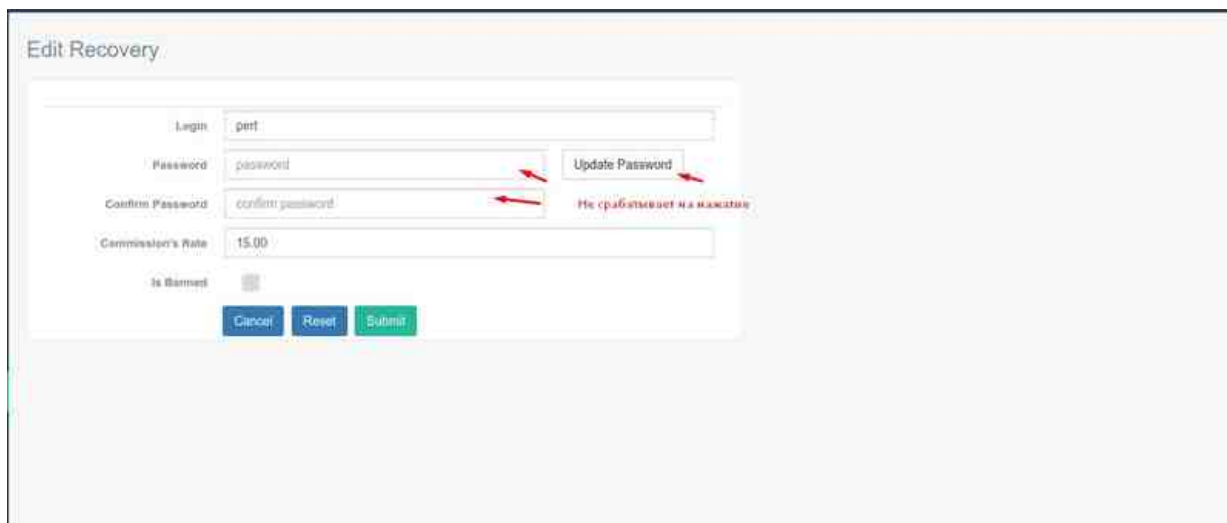 Edit Recovery
Login pert
Password password Update Password
Confirm Password confirm password Не срабатывает на нажатия
Commission's Rate 15.00
Is Banned
Cancel Reset Submit